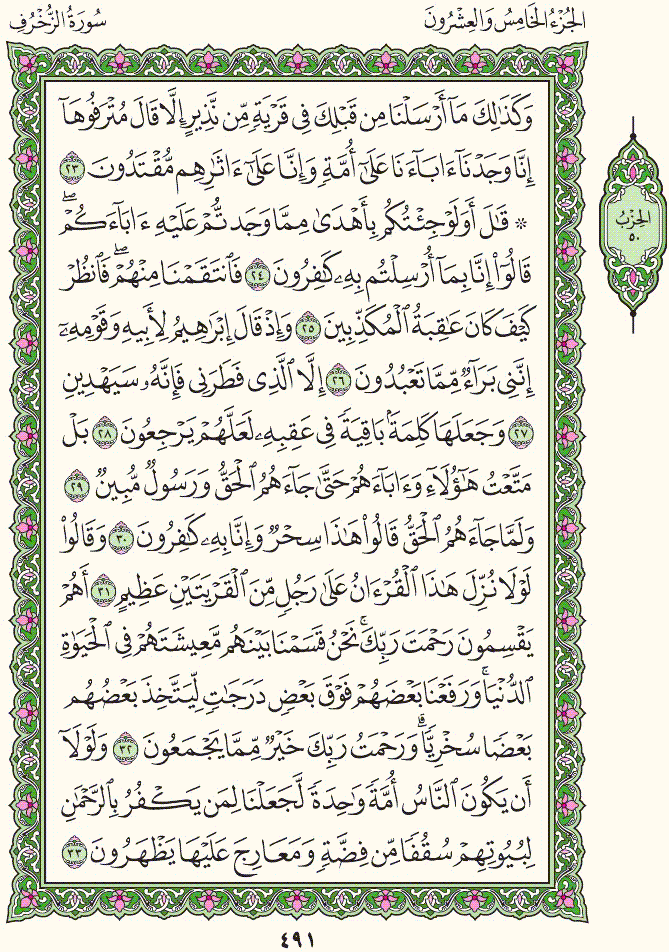 الجُزْءُ الخَامِسُ وَالعِشْرُونَ
سُورَةُ الزُّخْرُفِ
وَكَذَٰلِكَ مَآ أَرْسَلْنَا مِن قَبْلِكَ فِى قَرْيَةٍ مِّن نَّذِيرٍ إِلَّا قَالَ مُتْرَفُوهَآ
إِنَّا وَجَدْنَآ ءَابَآءَنَا عَلَىٰٓ أُمَّةٍ وَإِنَّا عَلَىٰٓ ءَاثَٰرِهِم مُّقْتَدُونَ ٢٣
۞ قَٰلَ أَوَلَوْ جِئْتُكُم بِأَهْدَىٰ مِمَّا وَجَدتُّمْ عَلَيْهِ ءَابَآءَكُمْ ۖ
قَالُوٓا۟ إِنَّا بِمَآ أُرْسِلْتُم بِهِۦ كَٰفِرُونَ ٢٤ فَٱنتَقَمْنَا مِنْهُمْ ۖ فَٱنظُرْ
كَيْفَ كَانَ عَٰقِبَةُ ٱلْمُكَذِّبِينَ ٢٥ وَإِذْ قَالَ إِبْرَٰهِيمُ لِأَبِيهِ وَقَوْمِهِۦٓ
إِنَّنِى بَرَآءٌ مِّمَّا تَعْبُدُونَ ٢٦ إِلَّا ٱلَّذِى فَطَرَنِى فَإِنَّهُۥ سَيَهْدِينِ
٢٧ وَجَعَلَهَا كَلِمَةًۢ بَاقِيَةً فِى عَقِبِهِۦ لَعَلَّهُمْ يَرْجِعُونَ ٢٨ بَلْ
مَتَّعْتُ هَٰٓؤُلَآءِ وَءَابَآءَهُمْ حَتَّىٰ جَآءَهُمُ ٱلْحَقُّ وَرَسُولٌ مُّبِينٌ ٢٩
وَلَمَّا جَآءَهُمُ ٱلْحَقُّ قَالُوا۟ هَٰذَا سِحْرٌ وَإِنَّا بِهِۦ كَٰفِرُونَ ٣٠ وَقَالُوا۟
لَوْلَا نُزِّلَ هَٰذَا ٱلْقُرْءَانُ عَلَىٰ رَجُلٍ مِّنَ ٱلْقَرْيَتَيْنِ عَظِيمٍ ٣١ أَهُمْ
يَقْسِمُونَ رَحْمَتَ رَبِّكَ ۚ نَحْنُ قَسَمْنَا بَيْنَهُم مَّعِيشَتَهُمْ فِى ٱلْحَيَوٰةِ
ٱلدُّنْيَا ۚ وَرَفَعْنَا بَعْضَهُمْ فَوْقَ بَعْضٍ دَرَجَٰتٍ لِّيَتَّخِذَ بَعْضُهُم
بَعْضًا سُخْرِيًّا ۗ وَرَحْمَتُ رَبِّكَ خَيْرٌ مِّمَّا يَجْمَعُونَ ٣٢ وَلَوْلَآ
أَن يَكُونَ ٱلنَّاسُ أُمَّةً وَٰحِدَةً لَّجَعَلْنَا لِمَن يَكْفُرُ بِٱلرَّحْمَٰنِ
لِبُيُوتِهِمْ سُقُفًا مِّن فِضَّةٍ وَمَعَارِجَ عَلَيْهَا يَظْهَرُونَ ٣٣
الحِزْبُ
٥٠
٤٩١